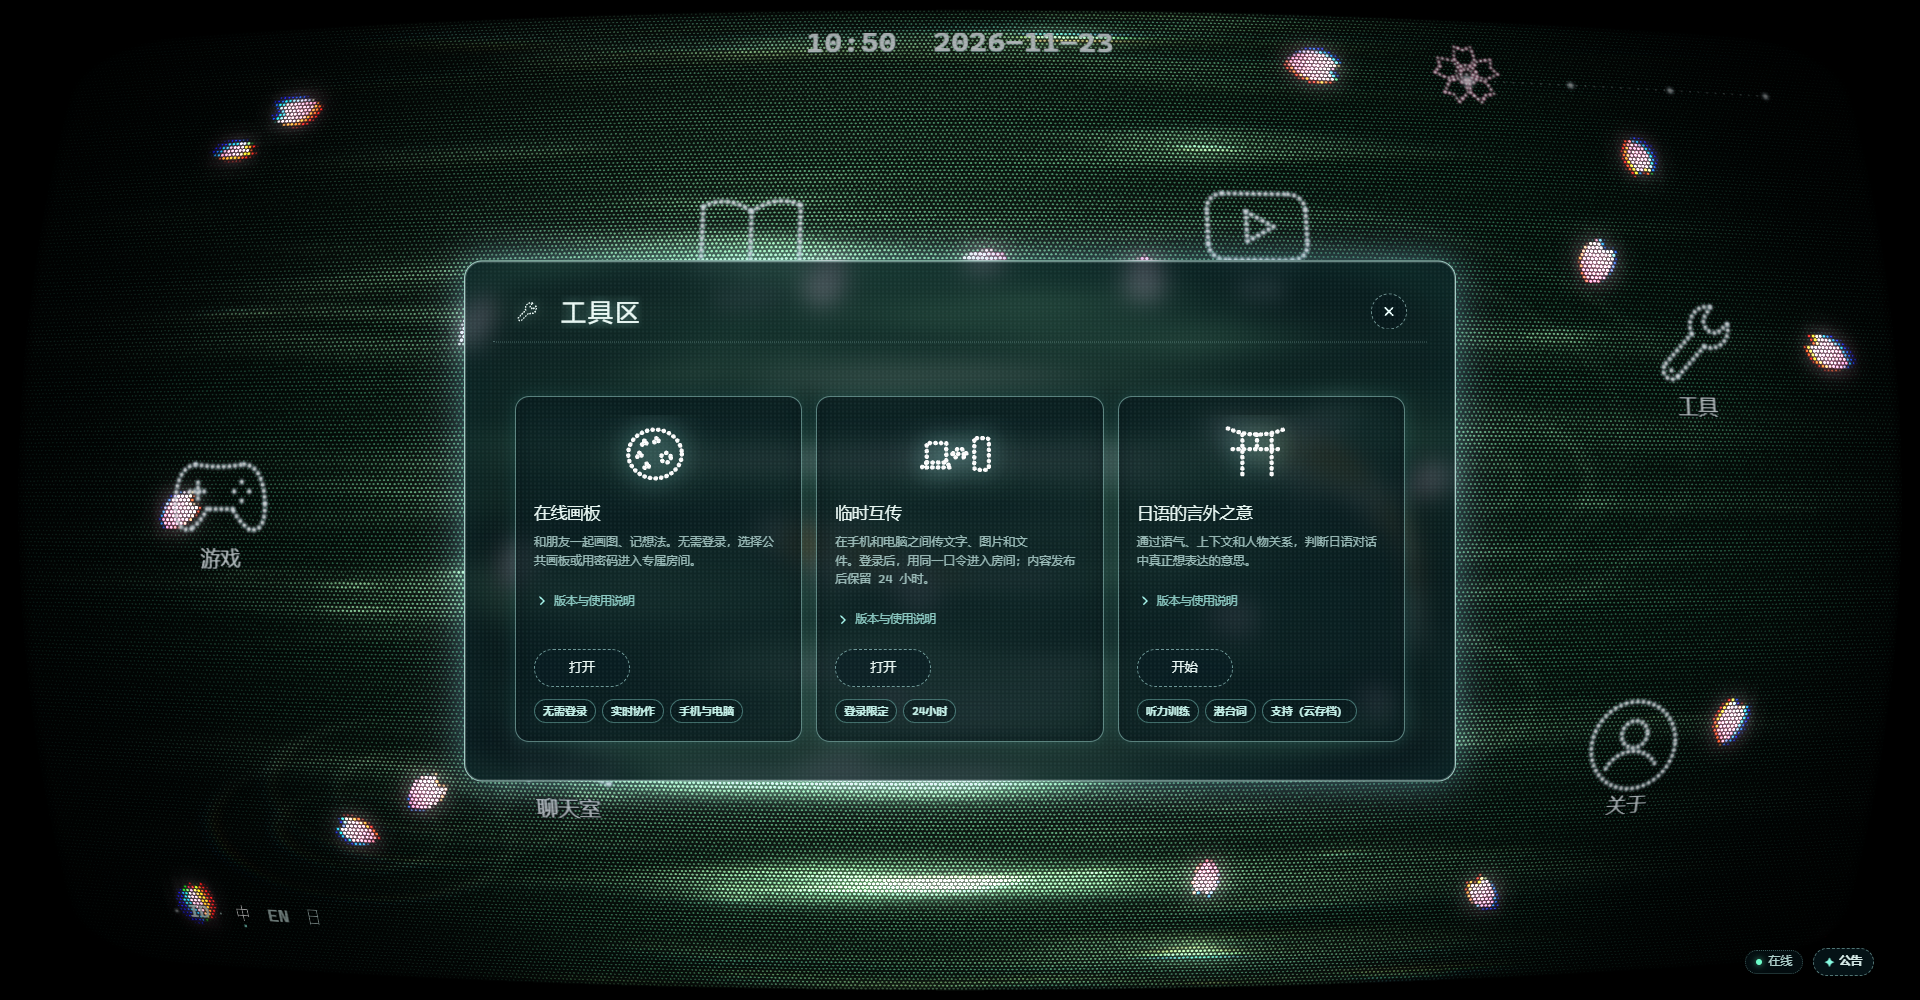 10:50 2026-11-23
工具区
在线画板
和朋友一起画图、记想法。无需登录，选择公
共画板或用密码进入专属房间。
版本与使用说明
打开
无需登录 实时协作 手机与电脑
临时互传
在手机和电脑之间传文字、图片和文
件。登录后，用同一口令进入房间；内容发布
后保留 24 小时。
版本与使用说明
打开
登录限定 24小时
日语的言外之意
通过语气、上下文和人物关系，判断日语对话
中真正想表达的意思。
版本与使用说明
开始
听力训练 潜台词 支持（云存档）
工具
游戏
聊天室
关于
中 EN 日
在线
公告